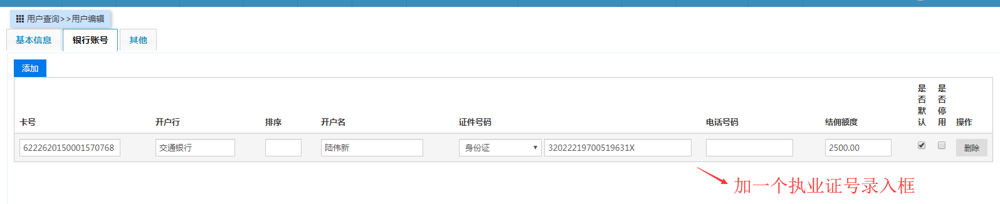 用户查询>>用户编辑
基本信息 银行账号 其他
添加
卡号 开户行 排序 开户名 证件号码 电话号码 结佣额度 是否默认 是否停用 操作
6222620150001570768 交通银行 陆伟新 身份证 32022219700519631X 2500.00 删除
加一个执业证号录入框